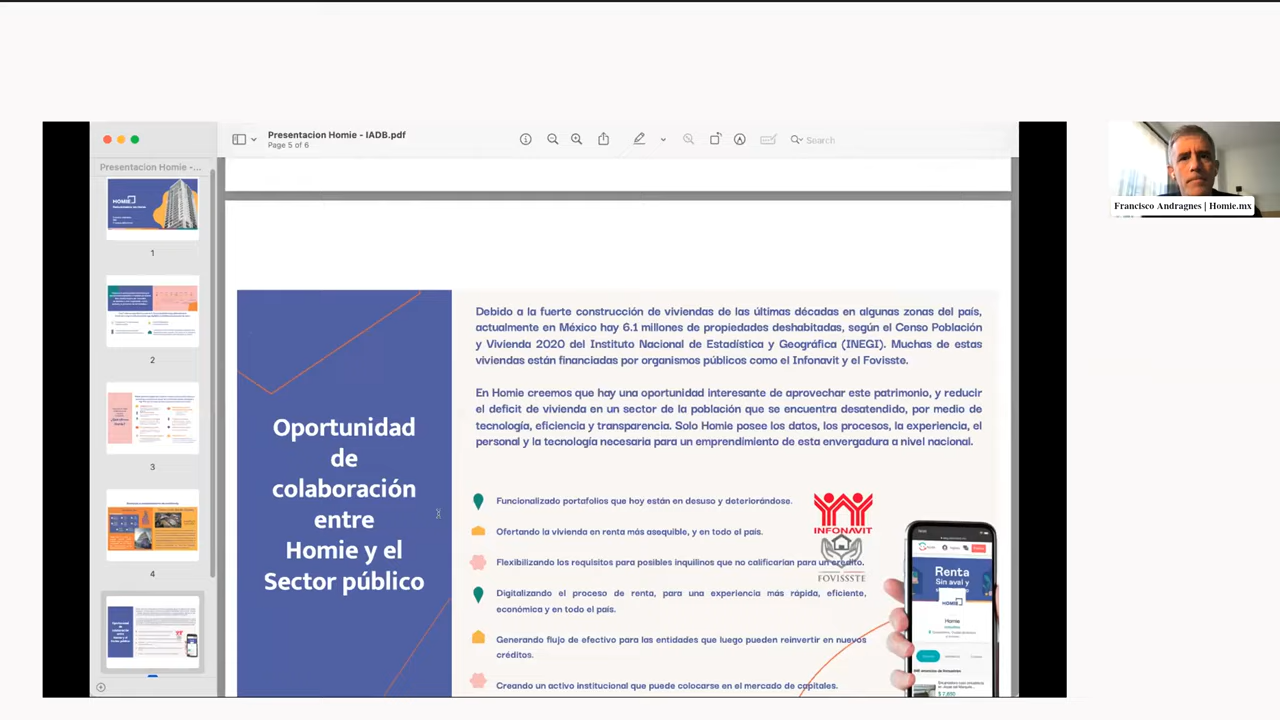 Presentacion Homie - IADB.pdf
Page 5 of 6
Search
Presentacion Homie -...
HOMIE
1
2
3
4
Oportunidad
de
colaboración
entre
Homie y el
Sector público
Debido a la fuerte construcción de viviendas de las últimas décadas en algunas zonas del país,
actualmente en México hay 6.1 millones de propiedades deshabitadas, según el Censo Población
y Vivienda 2020 del Instituto Nacional de Estadística y Geográfica (INEGI). Muchas de estas
viviendas están financiadas por organismos públicos como el Infonavit y el Fovisste.
En Homie creemos que hay una oportunidad interesante de aprovechar este patrimonio, y reducir
el deficit de vivienda en un sector de la población que se encuentra desatendido, por medio de
tecnología, eficiencia y transparencia. Solo Homie posee los datos, los procesos, la experiencia, el
personal y la tecnología necesaria para un emprendimiento de esta envergadura a nivel nacional.
Funcionalizado portafolios que hoy están en desuso y deteriorándose.
Ofertando la vivienda en renta más asequible, y en todo el país.
Flexibilizando los requisitos para posibles inquilinos que no calificarían para un crédito.
Digitalizando el proceso de renta, para una experiencia más rápida, eficiente,
económica y en todo el país.
Generando flujo de efectivo para las entidades que luego pueden reinvertir en nuevos
créditos.
Creando un activo institucional que puede colocarse en el mercado de capitales.
INFONAVIT
FOVISSSTE
Renta
Sin aval y
HOMIE
Homie
Francisco Andragnes | Homie.mx